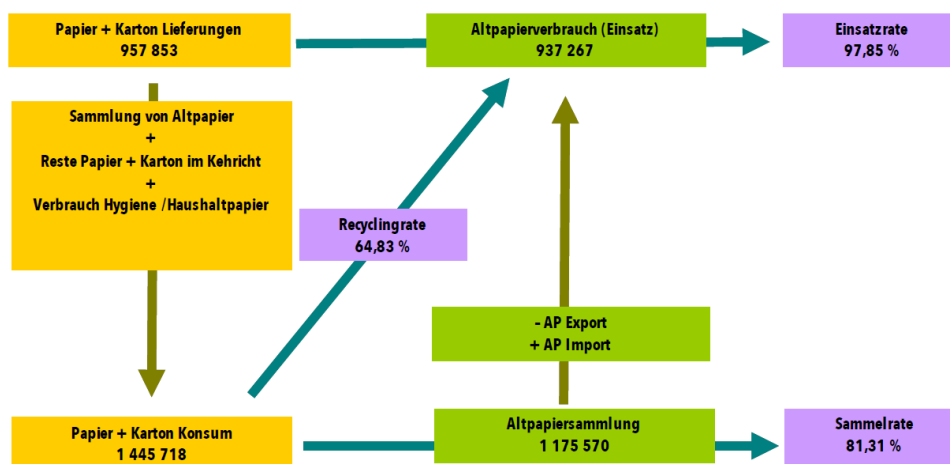 Papier + Karton Lieferungen
957 853
Altpapierverbrauch (Einsatz)
937 267
Einsatzrate
97,85 %
Sammlung von Altpapier
+
Reste Papier + Karton im Kehricht
+
Verbrauch Hygiene /Haushaltpapier
Recyclingrate
64,83 %
– AP Export
+ AP Import
Papier + Karton Konsum
1 445 718
Altpapiersammlung
1 175 570
Sammelrate
81,31 %